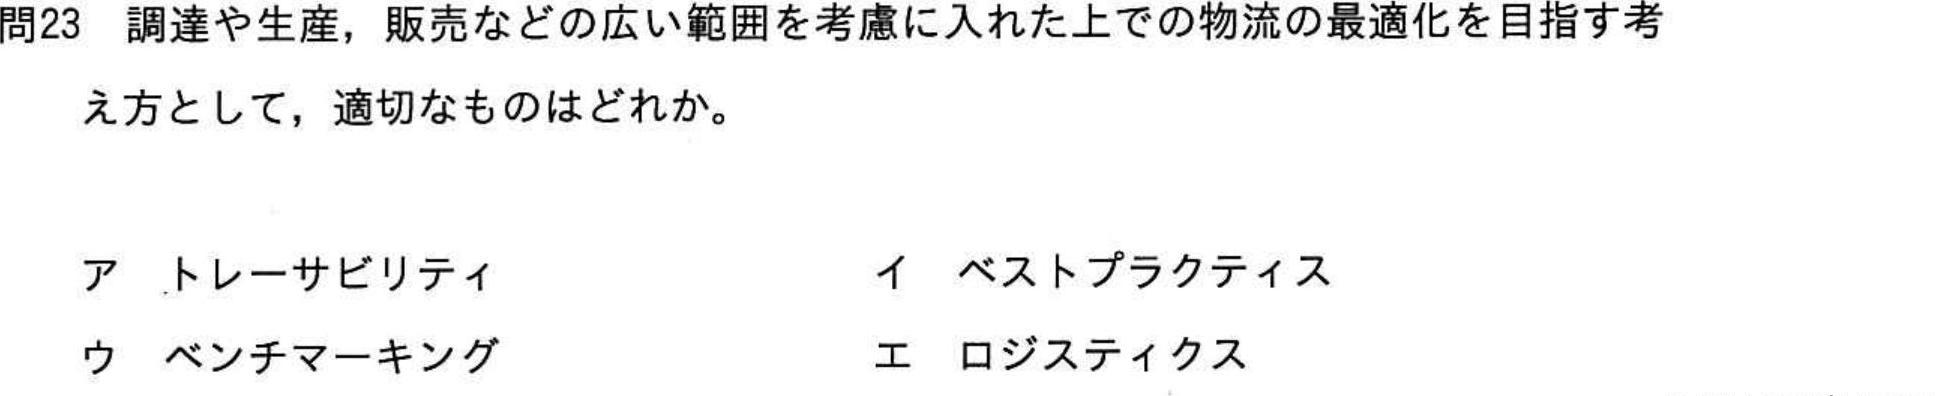 問23 調達や生産，販売などの広い範囲を考慮に入れた上での物流の最適化を目指す考
え方として，適切なものはどれか。
ア トレーサビリティ イ ベストプラクティス
ウ ベンチマーキング エ ロジスティクス